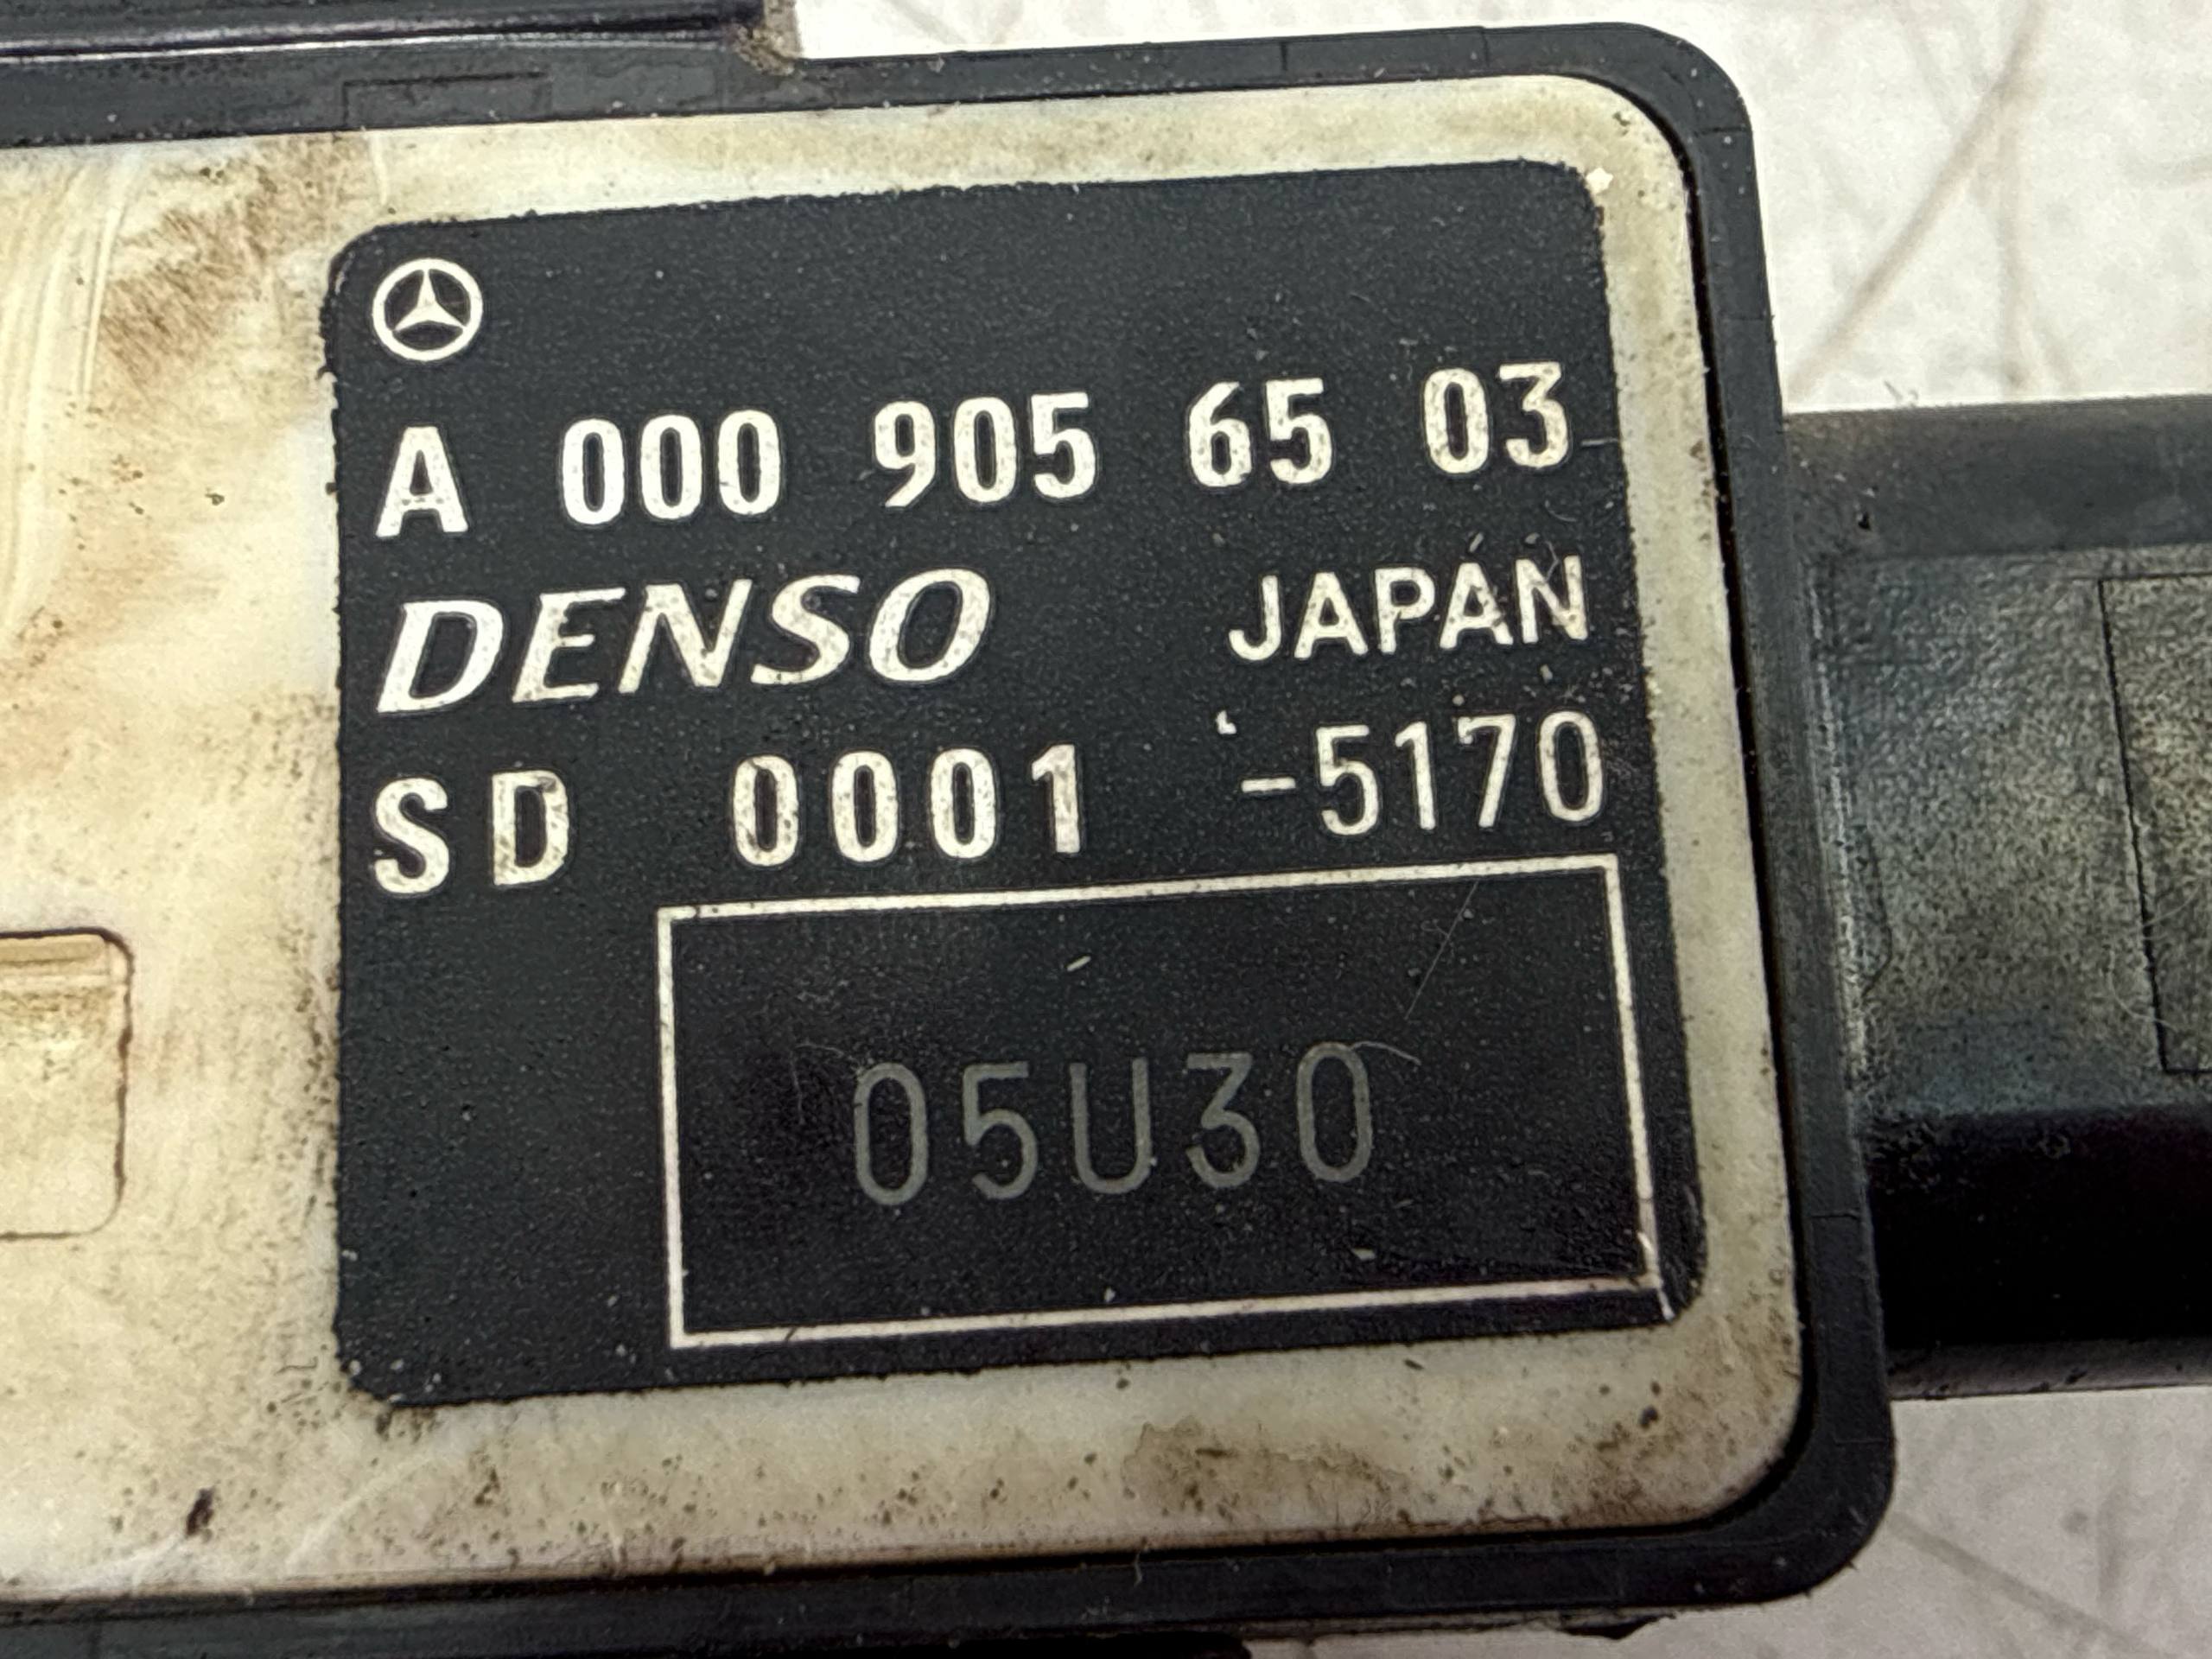 A 000 905 65 03
DENSO JAPAN
SD 0001 -5170
05U30